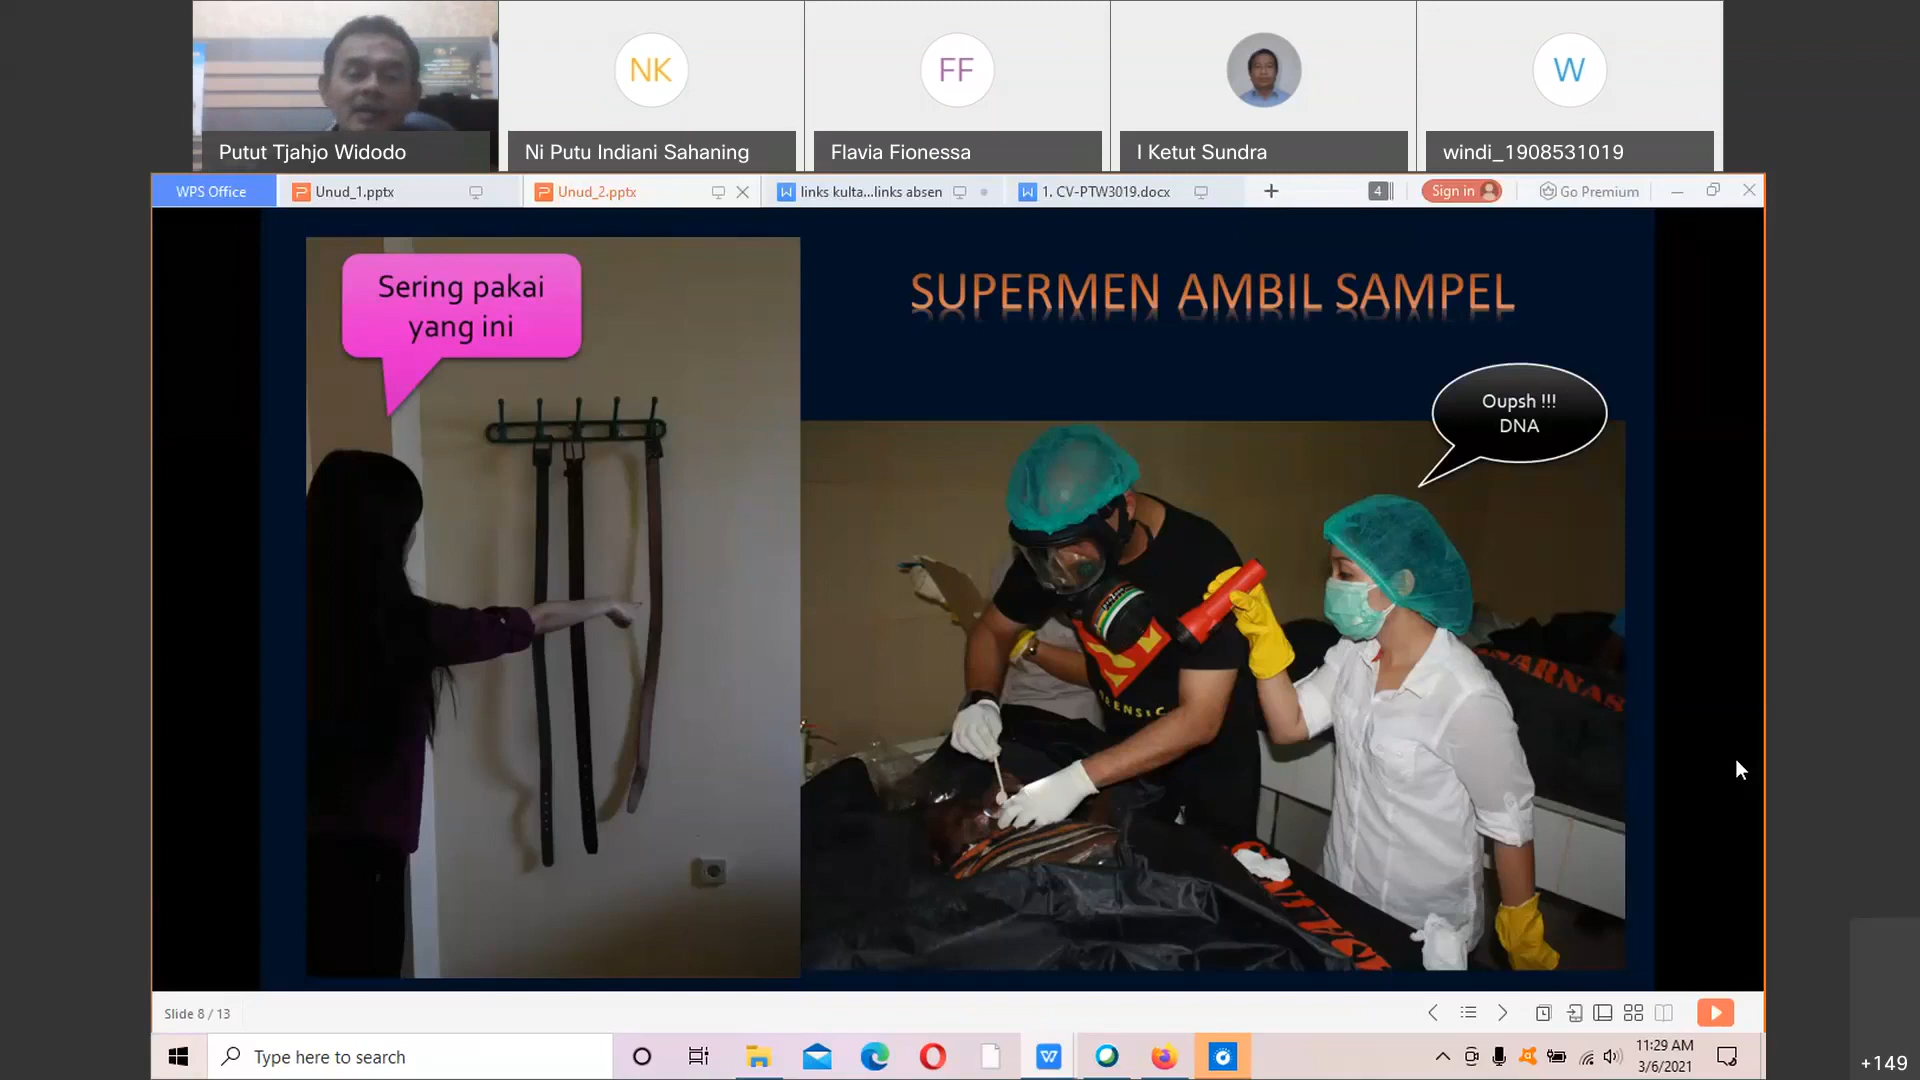 NK
FF
W
Putut Tjahjo Widodo
Ni Putu Indiani Sahaning
Flavia Fionessa
I Ketut Sundra
windi_1908531019
WPS Office
Unud_1.pptx
Unud_2.pptx
links kulta...links absen
1. CV-PTW3019.docx
4
Sign in
Go Premium
Sering pakai
yang ini
SUPERMEN AMBIL SAMPEL
Oupsh !!!
DNA
Slide 8 / 13
Type here to search
11:29 AM
3/6/2021
+149